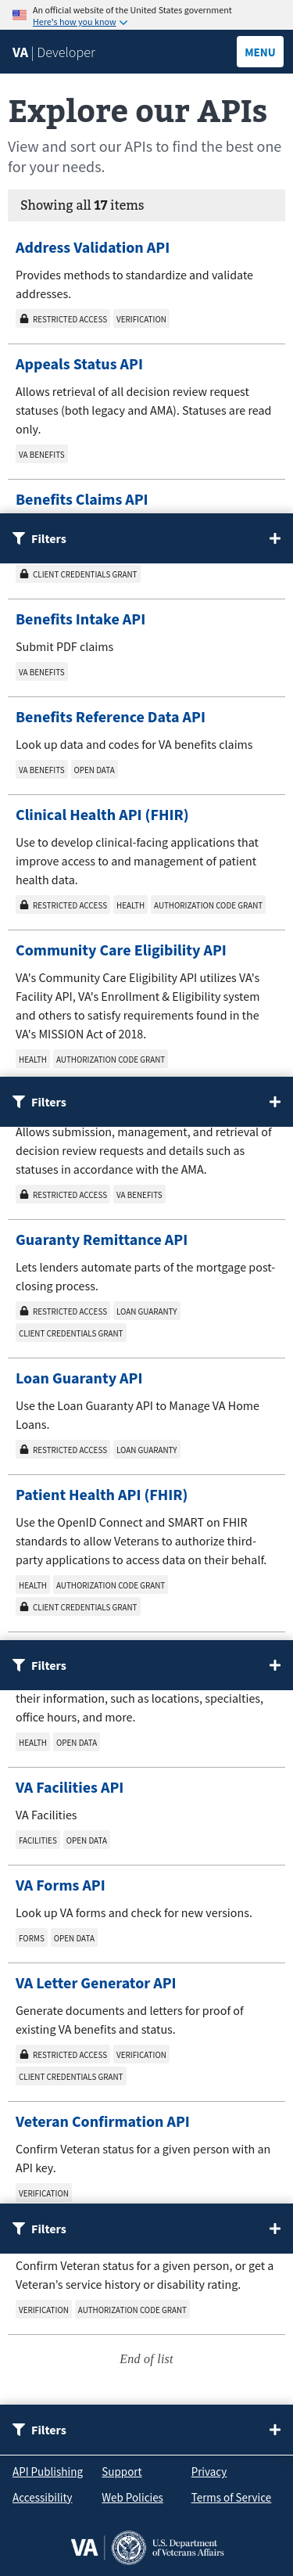 An official website of the United States government
Here's how you know
VA | Developer
MENU
Explore our APIs
View and sort our APIs to find the best one
for your needs.
Showing all 17 items
Address Validation API
Provides methods to standardize and validate
addresses.
RESTRICTED ACCESS VERIFICATION
Appeals Status API
Allows retrieval of all decision review request
statuses (both legacy and AMA). Statuses are read
only.
VA BENEFITS
Benefits Claims API
Filters
CLIENT CREDENTIALS GRANT
Benefits Intake API
Submit PDF claims
VA BENEFITS
Benefits Reference Data API
Look up data and codes for VA benefits claims
VA BENEFITS OPEN DATA
Clinical Health API (FHIR)
Use to develop clinical-facing applications that
improve access to and management of patient
health data.
RESTRICTED ACCESS HEALTH AUTHORIZATION CODE GRANT
Community Care Eligibility API
VA's Community Care Eligibility API utilizes VA's
Facility API, VA's Enrollment & Eligibility system
and others to satisfy requirements found in the
VA's MISSION Act of 2018.
HEALTH AUTHORIZATION CODE GRANT
Filters
Allows submission, management, and retrieval of
decision review requests and details such as
statuses in accordance with the AMA.
RESTRICTED ACCESS VA BENEFITS
Guaranty Remittance API
Lets lenders automate parts of the mortgage post-
closing process.
RESTRICTED ACCESS LOAN GUARANTY
CLIENT CREDENTIALS GRANT
Loan Guaranty API
Use the Loan Guaranty API to Manage VA Home
Loans.
RESTRICTED ACCESS LOAN GUARANTY
Patient Health API (FHIR)
Use the OpenID Connect and SMART on FHIR
standards to allow Veterans to authorize third-
party applications to access data on their behalf.
HEALTH AUTHORIZATION CODE GRANT
CLIENT CREDENTIALS GRANT
Filters
their information, such as locations, specialties,
office hours, and more.
HEALTH OPEN DATA
VA Facilities API
VA Facilities
FACILITIES OPEN DATA
VA Forms API
Look up VA forms and check for new versions.
FORMS OPEN DATA
VA Letter Generator API
Generate documents and letters for proof of
existing VA benefits and status.
RESTRICTED ACCESS VERIFICATION
CLIENT CREDENTIALS GRANT
Veteran Confirmation API
Confirm Veteran status for a given person with an
API key.
VERIFICATION
Filters
Confirm Veteran status for a given person, or get a
Veteran's service history or disability rating.
VERIFICATION AUTHORIZATION CODE GRANT
End of list
Filters
API Publishing Support Privacy
Accessibility Web Policies Terms of Service
VA
U.S. Department
of Veterans Affairs